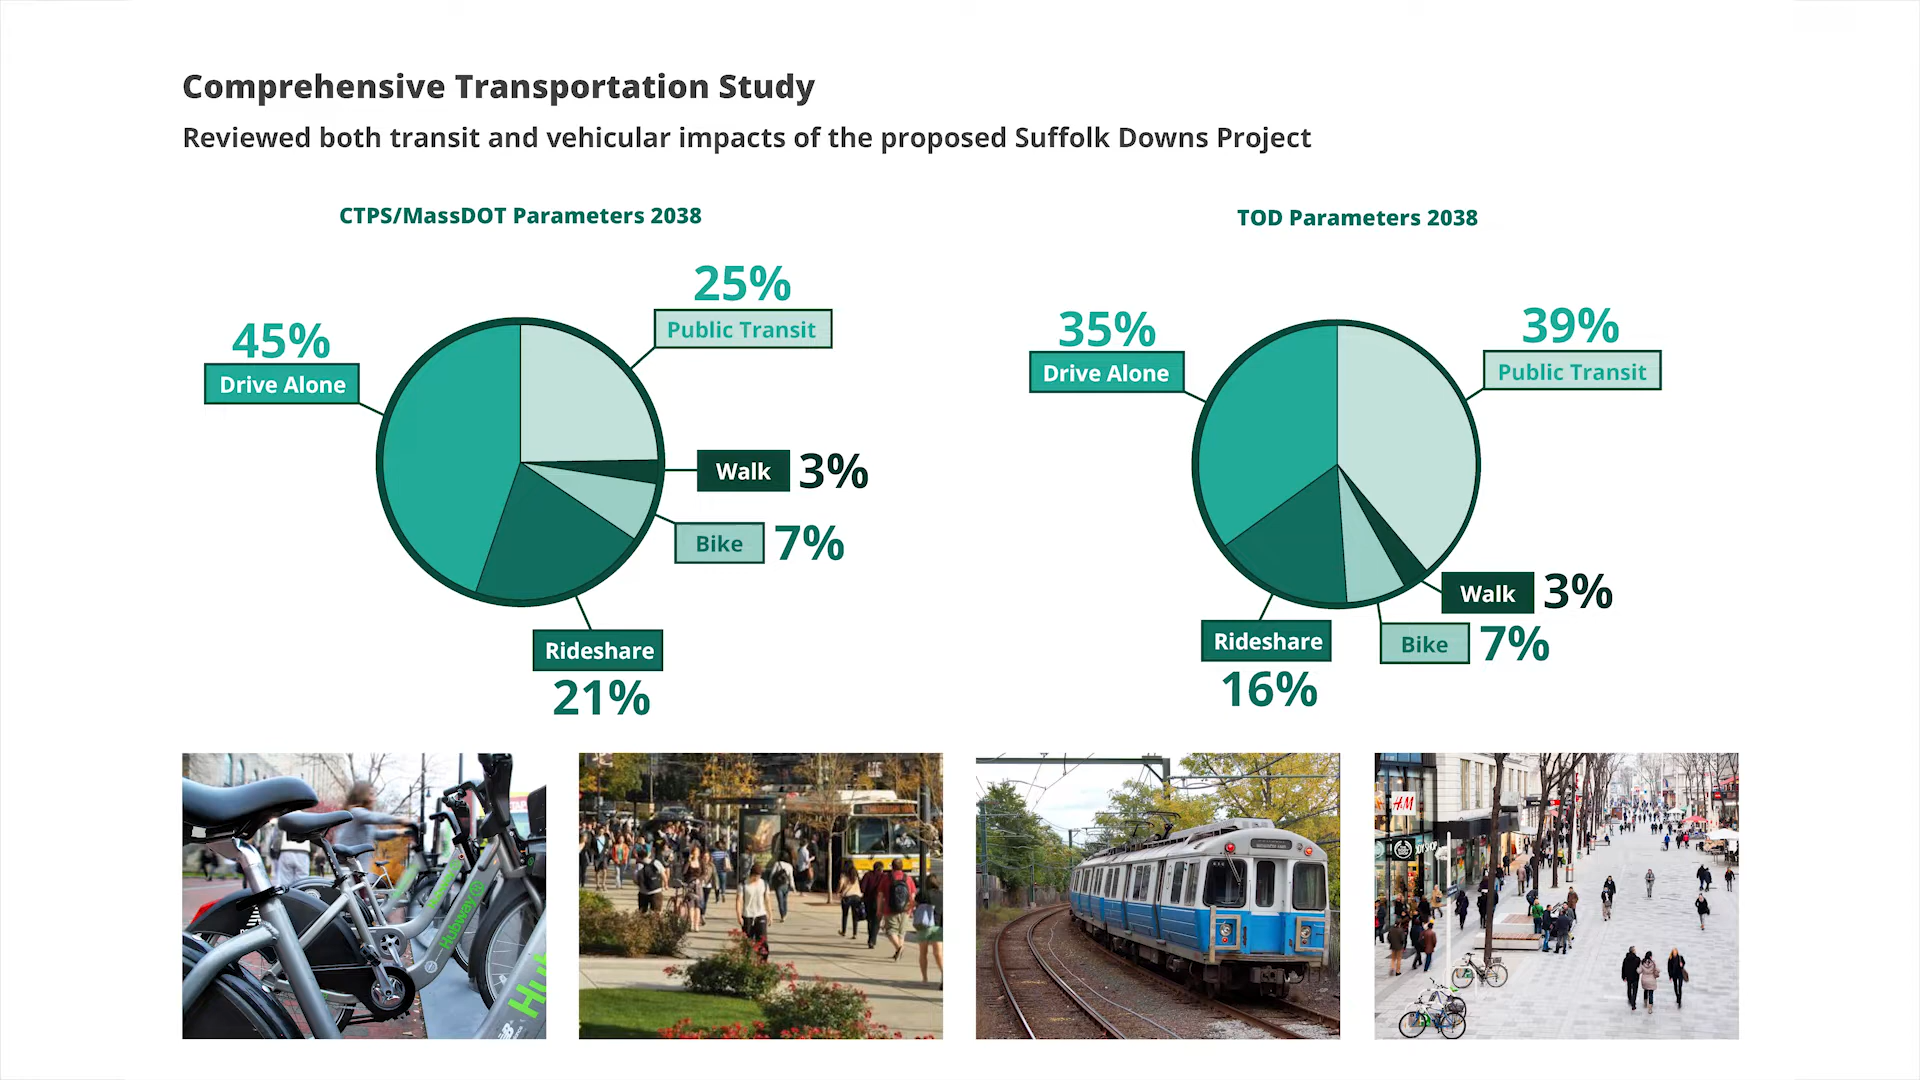 Comprehensive Transportation Study
Reviewed both transit and vehicular impacts of the proposed Suffolk Downs Project
CTPS/MassDOT Parameters 2038
25%
Public Transit
45%
Drive Alone
Walk 3%
Bike 7%
Rideshare
21%
TOD Parameters 2038
35%
Drive Alone
39%
Public Transit
Walk 3%
Bike 7%
Rideshare
16%
Hubway
Hu
H&M